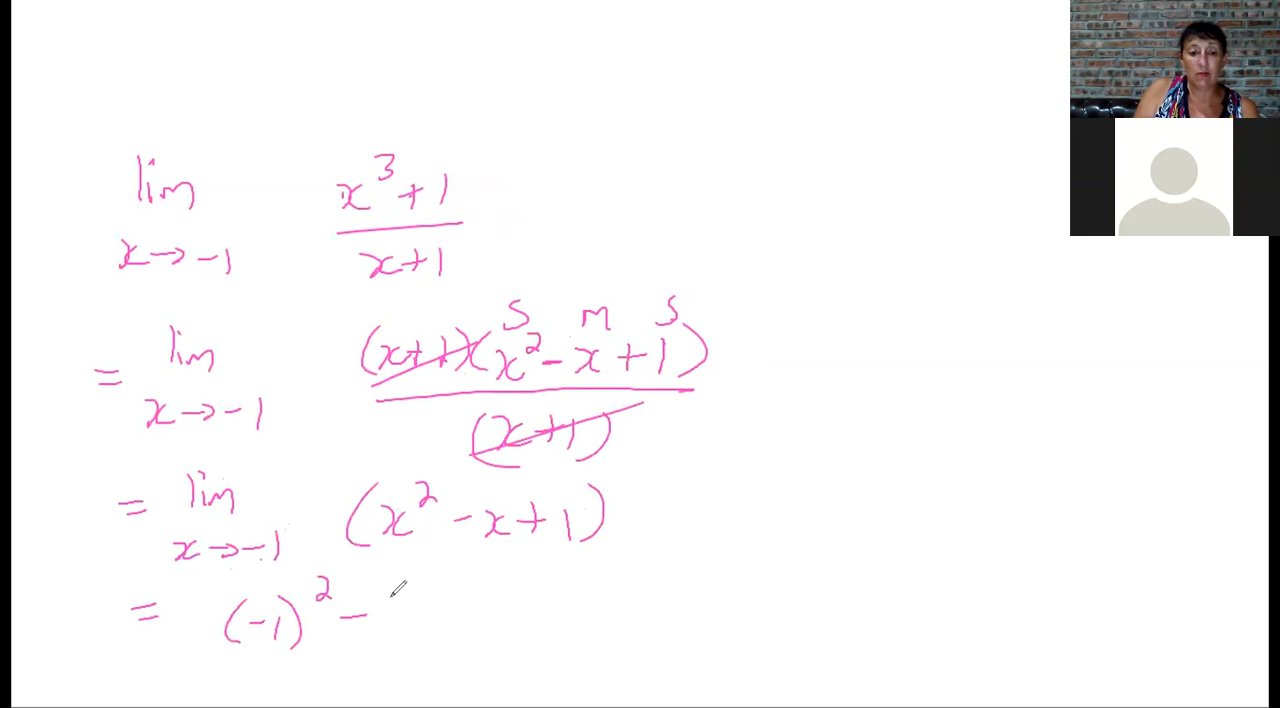 lim x³+1
x→-1 x+1
S m S
= lim (x+1)(x²-x+1)
x→-1 (x+1)
= lim (x²-x+1)
x→-1
= (-1)² -